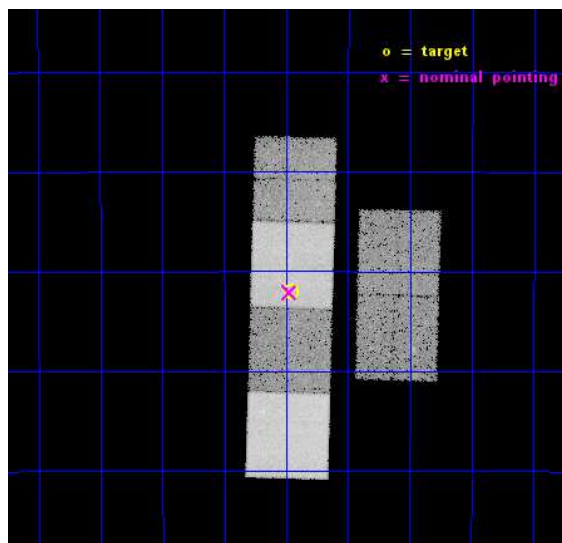 o = target
x = nominal pointing